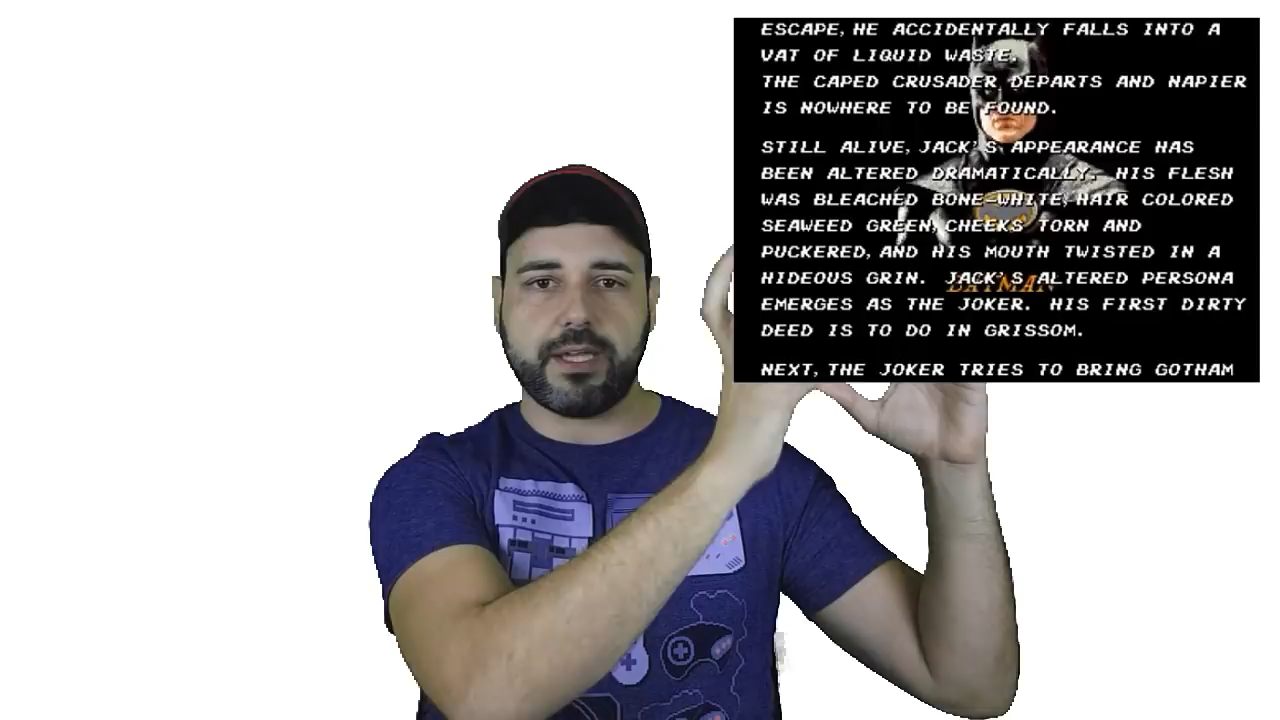 ESCAPE, HE ACCIDENTALLY FALLS INTO A
VAT OF LIQUID WASTE.
THE CAPED CRUSADER DEPARTS AND NAPIER
IS NOWHERE TO BE FOUND.
STILL ALIVE, JACK'S APPEARANCE HAS
BEEN ALTERED DRAMATICALLY. HIS FLESH
WAS BLEACHED BONE-WHITE, HAIR COLORED
SEAWEED GREEN, CHEEKS TORN AND
PUCKERED, AND HIS MOUTH TWISTED IN A
HIDEOUS GRIN. JACK'S ALTERED PERSONA
BATMAN
EMERGES AS THE JOKER. HIS FIRST DIRTY
DEED IS TO DO IN GRISSOM.
NEXT, THE JOKER TRIES TO BRING GOTHAM